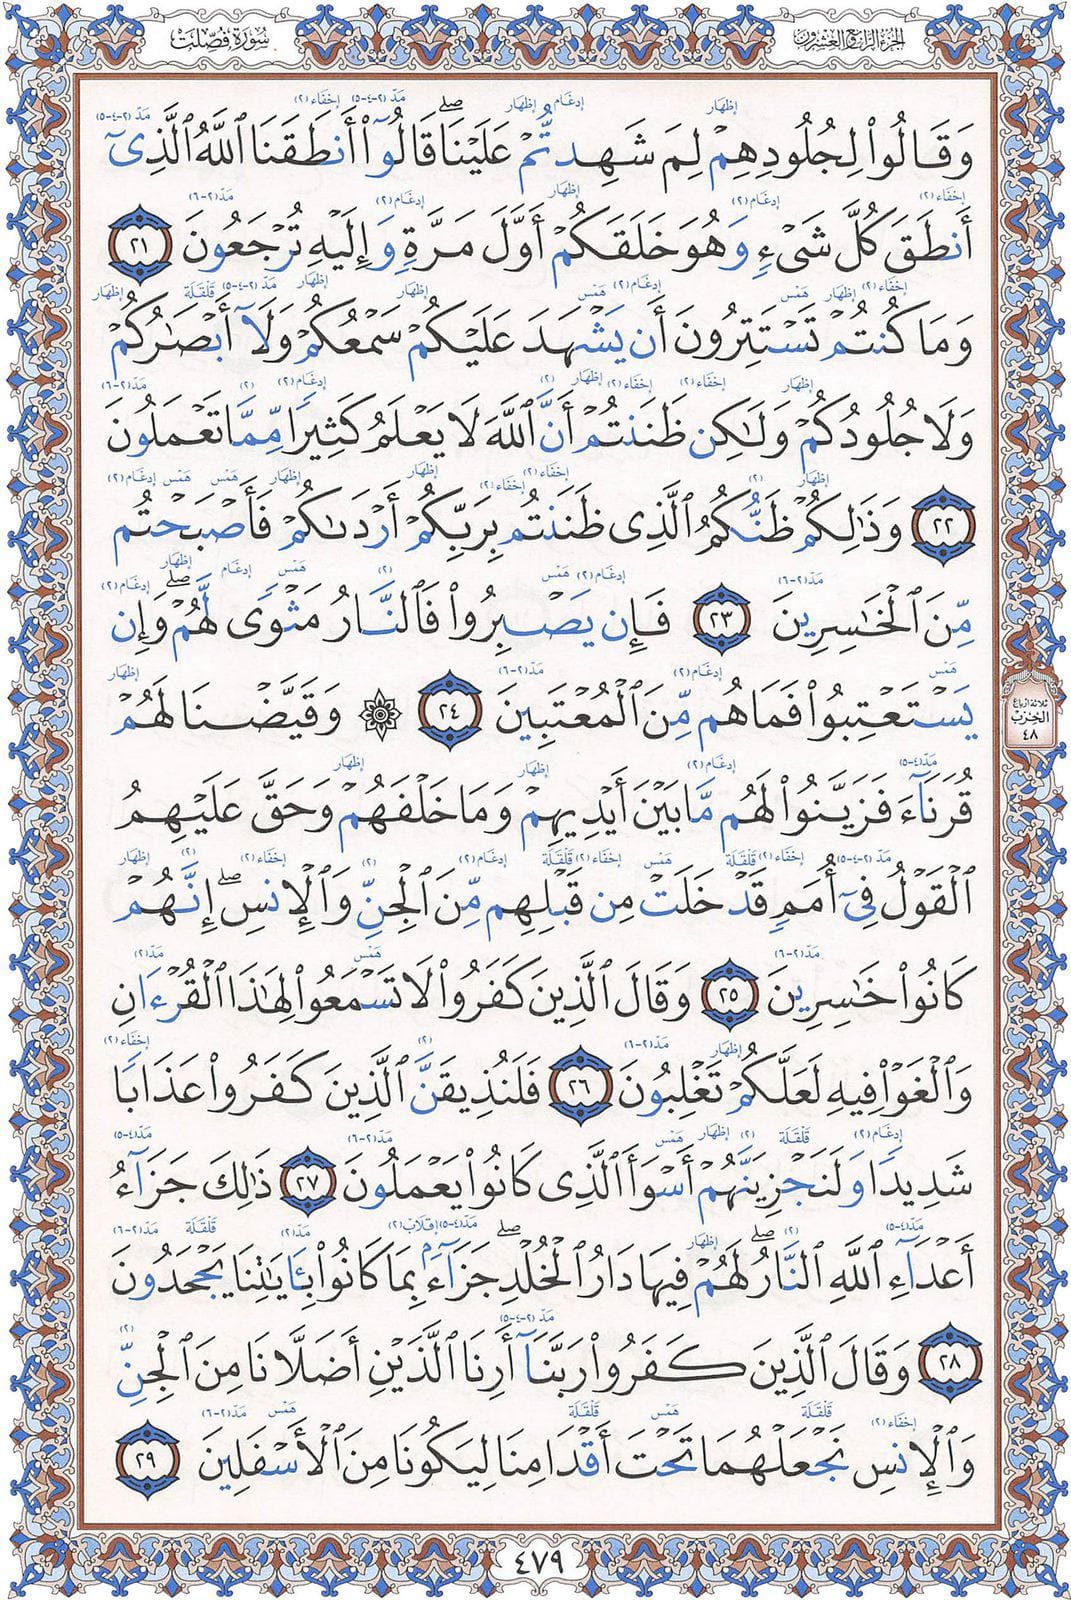 الجزء الرابع والعشرون
سورة فصلت
وَقَالُوا۟ لِجُلُودِهِمْ لِمَ شَهِدتُّمْ عَلَيْنَا ۖ قَالُوٓا۟ أَنطَقَنَا ٱللَّهُ ٱلَّذِىٓ
أَنطَقَ كُلَّ شَىْءٍ وَهُوَ خَلَقَكُمْ أَوَّلَ مَرَّةٍ وَإِلَيْهِ تُرْجَعُونَ ٢١
وَمَا كُنتُمْ تَسْتَتِرُونَ أَن يَشْهَدَ عَلَيْكُمْ سَمْعُكُمْ وَلَآ أَبْصَـٰرُكُمْ
وَلَا جُلُودُكُمْ وَلَـٰكِن ظَنَنتُمْ أَنَّ ٱللَّهَ لَا يَعْلَمُ كَثِيرًا مِّمَّا تَعْمَلُونَ
٢٢ وَذَٰلِكُمْ ظَنُّكُمُ ٱلَّذِى ظَنَنتُم بِرَبِّكُمْ أَرْدَىٰكُمْ فَأَصْبَحْتُم
مِّنَ ٱلْخَـٰسِرِينَ ٢٣ فَإِن يَصْبِرُوا۟ فَٱلنَّارُ مَثْوًى لَّهُمْ ۖ وَإِن
يَسْتَعْتِبُوا۟ فَمَا هُم مِّنَ ٱلْمُعْتَبِينَ ٢٤ ۞ وَقَيَّضْنَا لَهُمْ
ثلاثة أرباع
الحزب
٤٨
قُرَنَآءَ فَزَيَّنُوا۟ لَهُم مَّا بَيْنَ أَيْدِيهِمْ وَمَا خَلْفَهُمْ وَحَقَّ عَلَيْهِمُ
ٱلْقَوْلُ فِىٓ أُمَمٍ قَدْ خَلَتْ مِن قَبْلِهِم مِّنَ ٱلْجِنِّ وَٱلْإِنسِ ۖ إِنَّهُمْ
كَانُوا۟ خَـٰسِرِينَ ٢٥ وَقَالَ ٱلَّذِينَ كَفَرُوا۟ لَا تَسْمَعُوا۟ لِهَـٰذَا ٱلْقُرْءَانِ
وَٱلْغَوْا۟ فِيهِ لَعَلَّكُمْ تَغْلِبُونَ ٢٦ فَلَنُذِيقَنَّ ٱلَّذِينَ كَفَرُوا۟ عَذَابًا
شَدِيدًا وَلَنَجْزِيَنَّهُمْ أَسْوَأَ ٱلَّذِى كَانُوا۟ يَعْمَلُونَ ٢٧ ذَٰلِكَ جَزَآءُ
أَعْدَآءِ ٱللَّهِ ٱلنَّارُ ۖ لَهُمْ فِيهَا دَارُ ٱلْخُلْدِ ۖ جَزَآءًۢ بِمَا كَانُوا۟ بِـَٔايَـٰتِنَا يَجْحَدُونَ
٢٨ وَقَالَ ٱلَّذِينَ كَفَرُوا۟ رَبَّنَآ أَرِنَا ٱلَّذَيْنِ أَضَلَّانَا مِنَ ٱلْجِنِّ
وَٱلْإِنسِ نَجْعَلْهُمَا تَحْتَ أَقْدَامِنَا لِيَكُونَا مِنَ ٱلْأَسْفَلِينَ ٢٩
٤٧٩